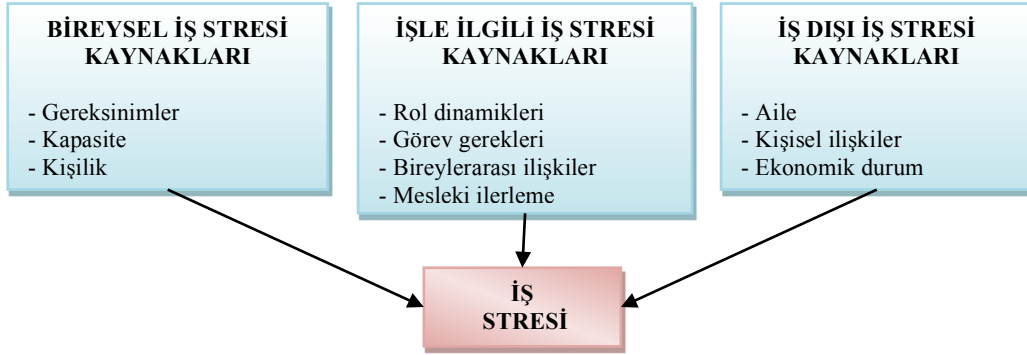 BİREYSEL İŞ STRESİ
KAYNAKLARI
- Gereksinimler
- Kapasite
- Kişilik
İŞLE İLGİLİ İŞ STRESİ
KAYNAKLARI
- Rol dinamikleri
- Görev gerekleri
- Bireylerarası ilişkiler
- Mesleki ilerleme
İŞ DIŞI İŞ STRESİ
KAYNAKLARI
- Aile
- Kişisel ilişkiler
- Ekonomik durum
İŞ
STRESİ